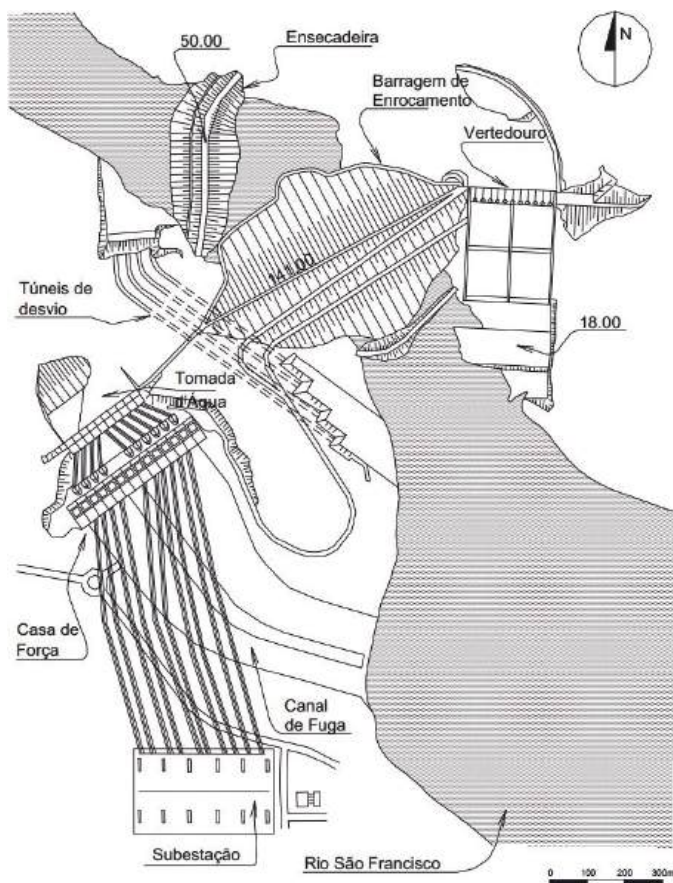 50.00
Ensecadeira
N
Barragem de
Enrocamento
Vertedouro
141.00
Túneis de
desvio
18.00
Tomada
d'Água
Casa de
Força
Canal
de Fuga
Subestação
Rio São Francisco
0 100 200 300m